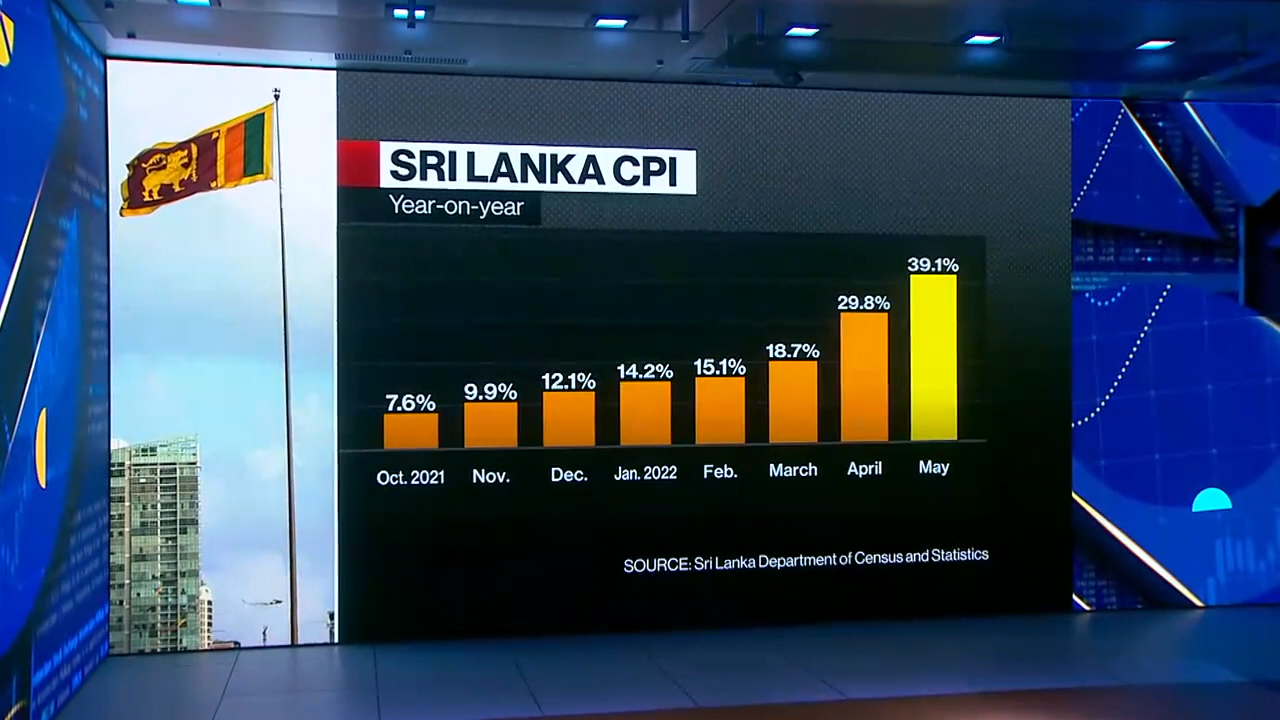 SRI LANKA CPI
Year-on-year
7.6% 9.9% 12.1% 14.2% 15.1% 18.7% 29.8% 39.1%
Oct. 2021 Nov. Dec. Jan. 2022 Feb. March April May
SOURCE: Sri Lanka Department of Census and Statistics